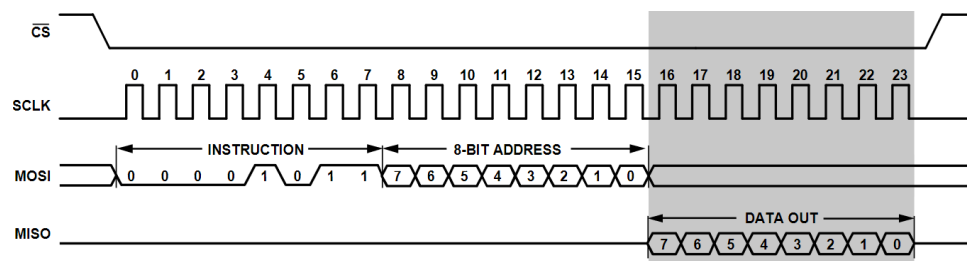 CS
0 1 2 3 4 5 6 7 8 9 10 11 12 13 14 15 16 17 18 19 20 21 22 23
SCLK
INSTRUCTION 8-BIT ADDRESS
MOSI 0 0 0 0 1 0 1 1 7 6 5 4 3 2 1 0
DATA OUT
MISO 7 6 5 4 3 2 1 0